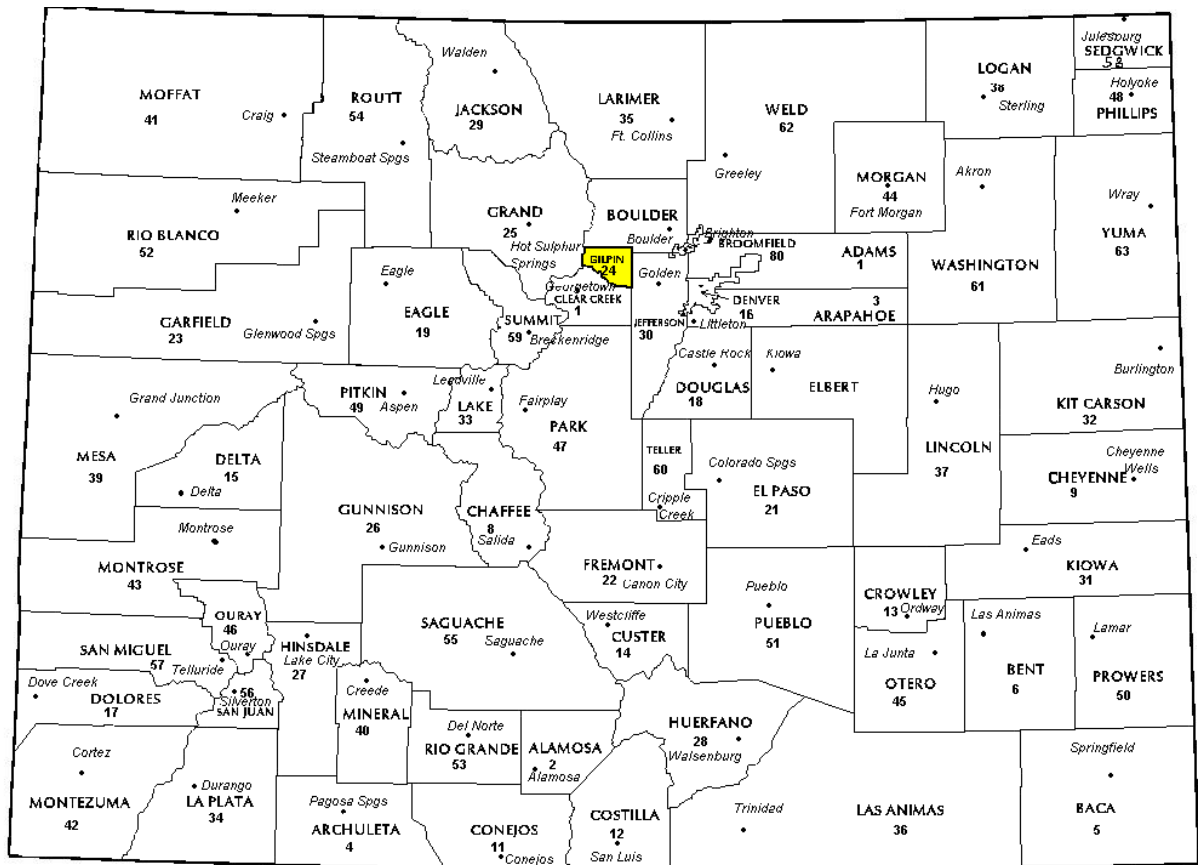 Julesburg
SEDGWICK
58
Walden
LOGAN
38
Sterling
Holyoke
48
PHILLIPS
MOFFAT
41
Craig
ROUTT
54
Steamboat Spgs
JACKSON
29
LARIMER
35
Ft. Collins
WELD
62
Greeley
MORGAN
44
Fort Morgan
Akron
WASHINGTON
61
Wray
YUMA
63
Meeker
RIO BLANCO
52
GRAND
25
Hot Sulphur
Springs
BOULDER
Boulder
GILPIN
24
Brighton
BROOMFIELD
80
ADAMS
1
Golden
Georgetown
CLEAR CREEK
1
DENVER
16
3
ARAPAHOE
Littleton
JEFFERSON
30
Eagle
EAGLE
19
SUMMIT
59
Breckenridge
GARFIELD
23
Glenwood Spgs
Castle Rock
DOUGLAS
18
Kiowa
ELBERT
Hugo
LINCOLN
37
Burlington
KIT CARSON
32
Grand Junction
MESA
39
PITKIN
49
Aspen
Leedville
LAKE
33
Fairplay
PARK
47
DELTA
15
Delta
TELLER
60
Cripple
Creek
Colorado Spgs
EL PASO
21
Cheyenne
Wells
CHEYENNE
9
GUNNISON
26
Gunnison
CHAFFEE
8
Salida
Montrose
MONTROSE
43
FREMONT
22
Canon City
Eads
KIOWA
31
Pueblo
PUEBLO
51
CROWLEY
13
Ordway
Las Animas
BENT
6
Lamar
PROWERS
50
OURAY
46
Ouray
SAN MIGUEL
57
Telluride
HINSDALE
Lake City
27
SAGUACHE
55
Saguache
Westcliffe
CUSTER
14
La Junta
OTERO
45
Dove Creek
DOLORES
17
56
Silverton
SAN JUAN
Creede
MINERAL
40
Del Norte
RIO GRANDE
53
ALAMOSA
2
Alamosa
HUERFANO
28
Walsenburg
Cortez
MONTEZUMA
42
Durango
LA PLATA
34
Pagosa Spgs
ARCHULETA
4
CONEJOS
11
Conejos
COSTILLA
12
San Luis
Trinidad
LAS ANIMAS
36
Springfield
BACA
5